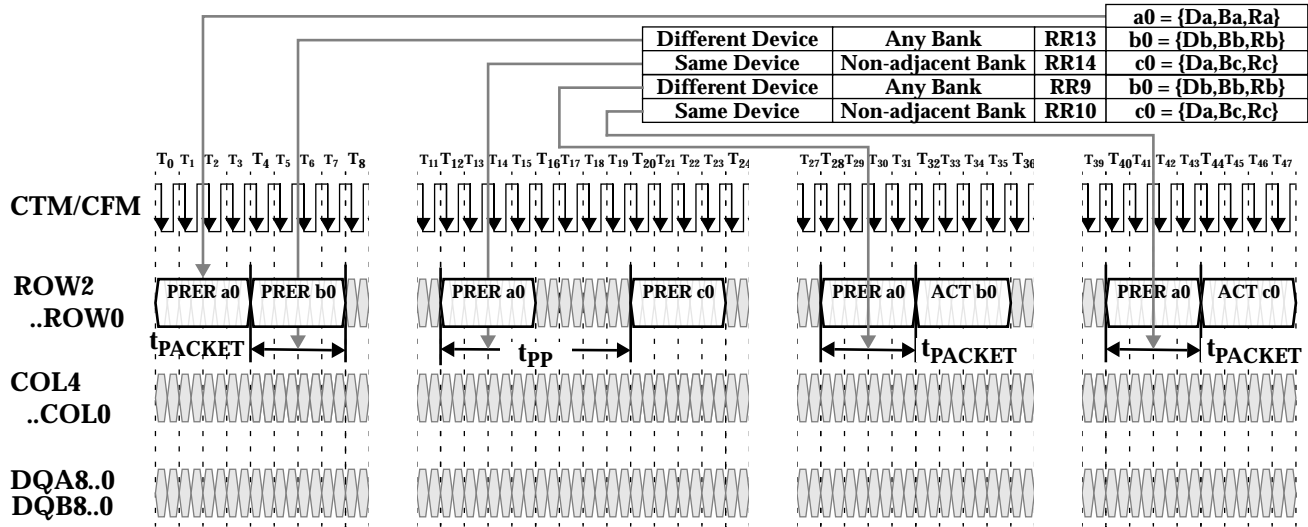 a0 = {Da,Ba,Ra}
Different Device Any Bank RR13 b0 = {Db,Bb,Rb}
Same Device Non-adjacent Bank RR14 c0 = {Da,Bc,Rc}
Different Device Any Bank RR9 b0 = {Db,Bb,Rb}
Same Device Non-adjacent Bank RR10 c0 = {Da,Bc,Rc}
T0 T1 T2 T3 T4 T5 T6 T7 T8 T11 T12 T13 T14 T15 T16 T17 T18 T19 T20 T21 T22 T23 T24 T27 T28 T29 T30 T31 T32 T33 T34 T35 T36 T39 T40 T41 T42 T43 T44 T45 T46 T47
CTM/CFM
ROW2 PRER a0 PRER b0 PRER a0 PRER c0 PRER a0 ACT b0 PRER a0 ACT c0
..ROW0
tPACKET tPP tPACKET tPACKET
COL4
..COL0
DQA8..0
DQB8..0